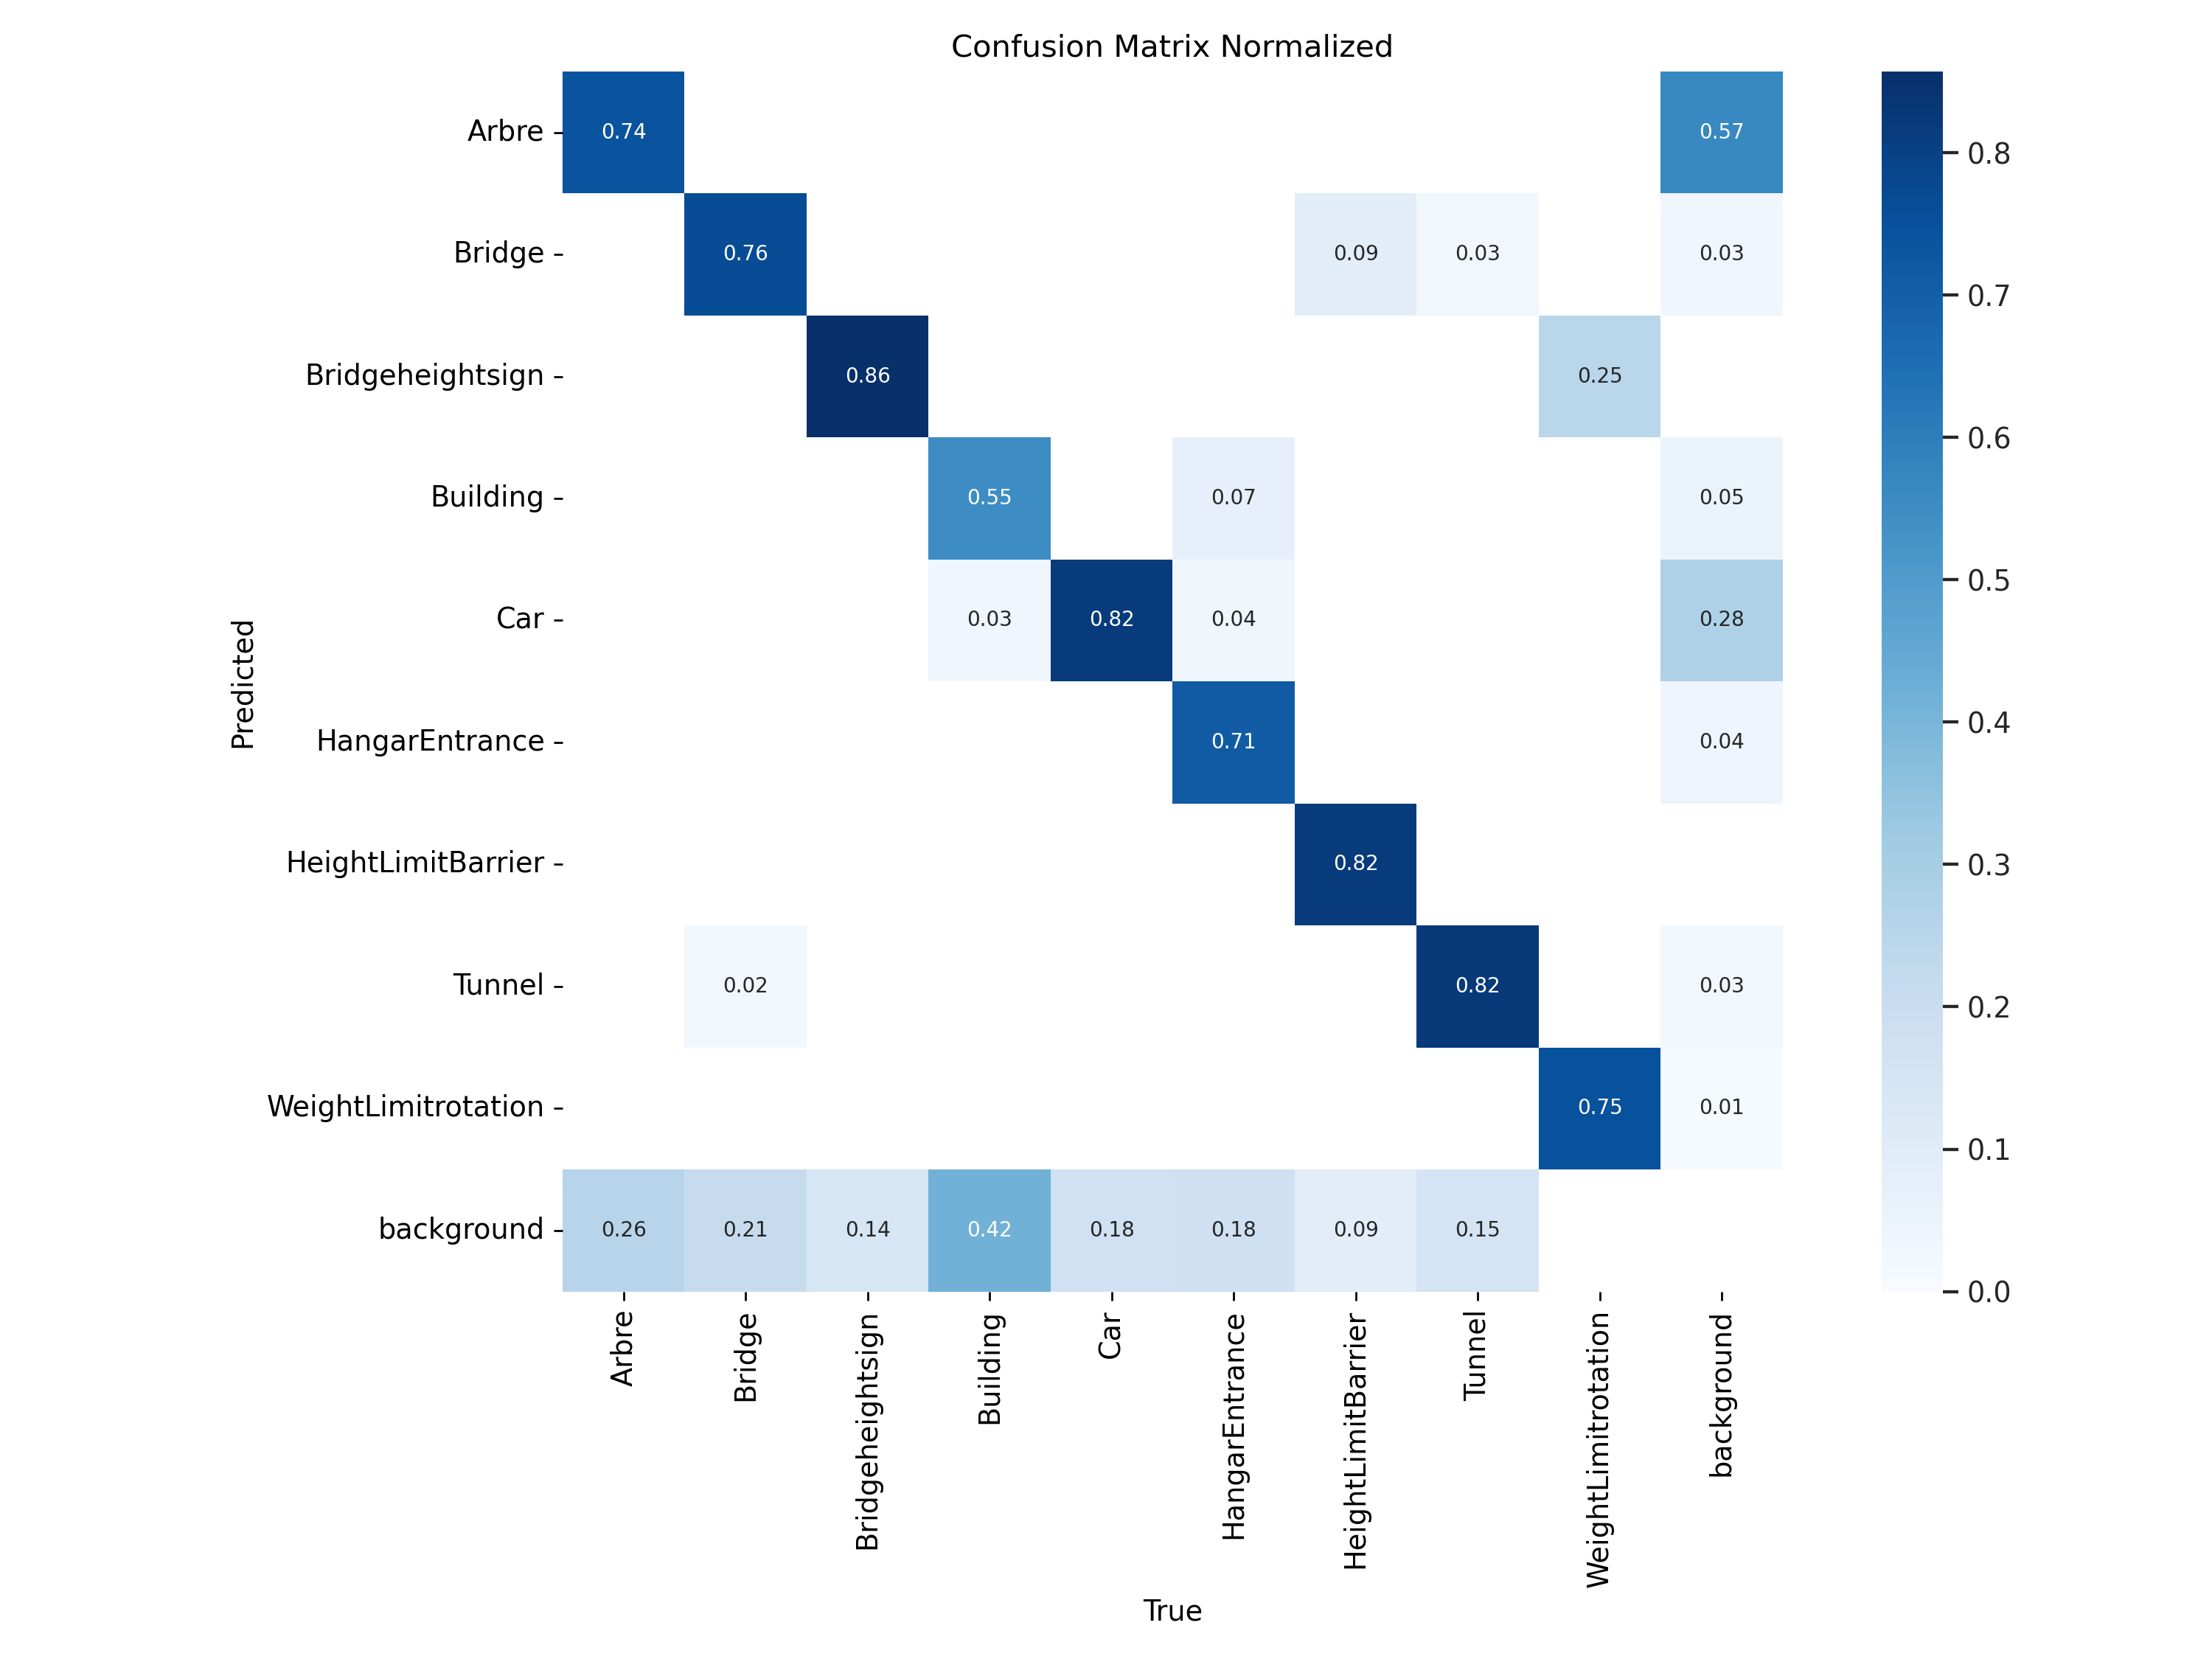 Confusion Matrix Normalized
Arbre 0.74 0.57 0.8
Bridge 0.76 0.09 0.03 0.03 0.7
Bridgeheightsign 0.86 0.25 0.6
Building 0.55 0.07 0.05 0.5
Car 0.03 0.82 0.04 0.28 0.4
HangarEntrance 0.71 0.04
HeightLimitBarrier 0.82 0.3
Tunnel 0.02 0.82 0.03 0.2
WeightLimitrotation 0.75 0.01 0.1
background 0.26 0.21 0.14 0.42 0.18 0.18 0.09 0.15 0.0
Predicted
Arbre Bridge Bridgeheightsign Building Car HangarEntrance HeightLimitBarrier Tunnel WeightLimitrotation background
True